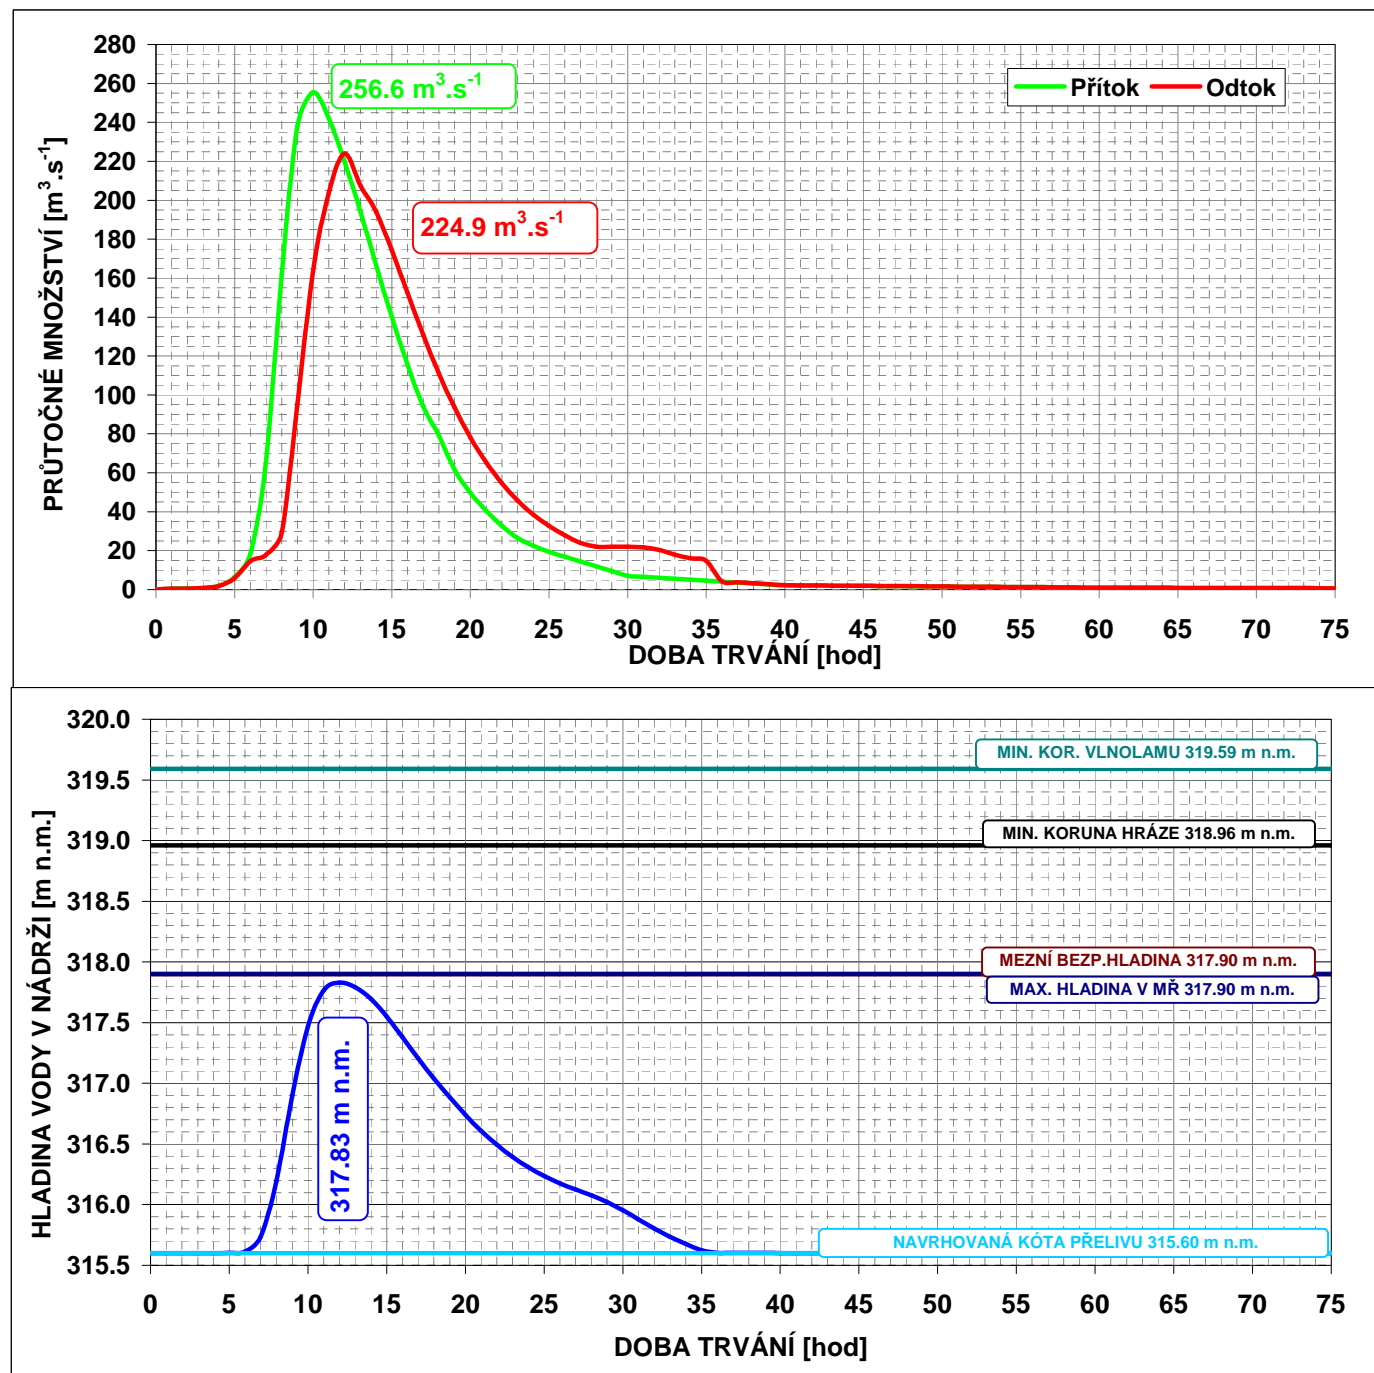 PRŮTOČNÉ MNOŽSTVÍ [m³.s⁻¹]
280
260
240
220
200
180
160
140
120
100
80
60
40
20
0
256.6 m³.s⁻¹
224.9 m³.s⁻¹
Přítok Odtok
0 5 10 15 20 25 30 35 40 45 50 55 60 65 70 75
DOBA TRVÁNÍ [hod]
HLADINA VODY V NÁDRŽI [m n.m.]
320.0
319.5
319.0
318.5
318.0
317.5
317.0
316.5
316.0
315.5
MIN. KOR. VLNOLAMU 319.59 m n.m.
MIN. KORUNA HRÁZE 318.96 m n.m.
MEZNÍ BEZP.HLADINA 317.90 m n.m.
MAX. HLADINA V MŘ 317.90 m n.m.
317.83 m n.m.
NAVRHOVANÁ KÓTA PŘELIVU 315.60 m n.m.
0 5 10 15 20 25 30 35 40 45 50 55 60 65 70 75
DOBA TRVÁNÍ [hod]